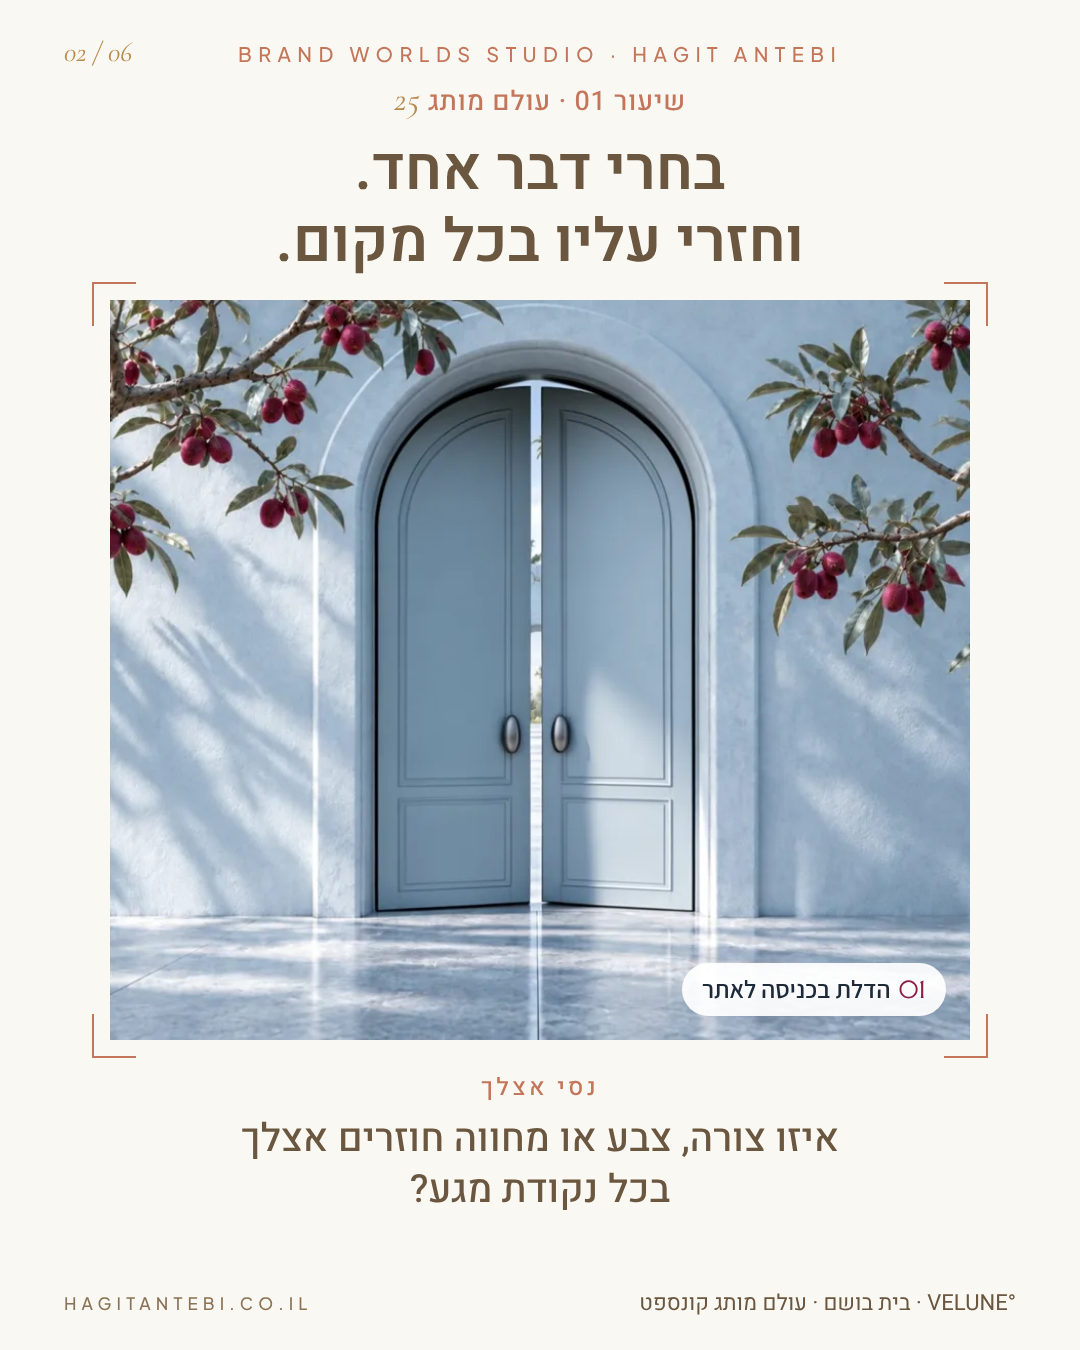 02 / 06
BRAND WORLDS STUDIO · HAGIT ANTEBI
שיעור 01 · עולם מותג 25
בחרי דבר אחד.
וחזרי עליו בכל מקום.
01 הדלת בכניסה לאתר
נסי אצלך
איזו צורה, צבע או מחווה חוזרים אצלך
בכל נקודת מגע?
VELUNE° · בית בושם · עולם מותג קונספט
HAGITANTEBI.CO.IL